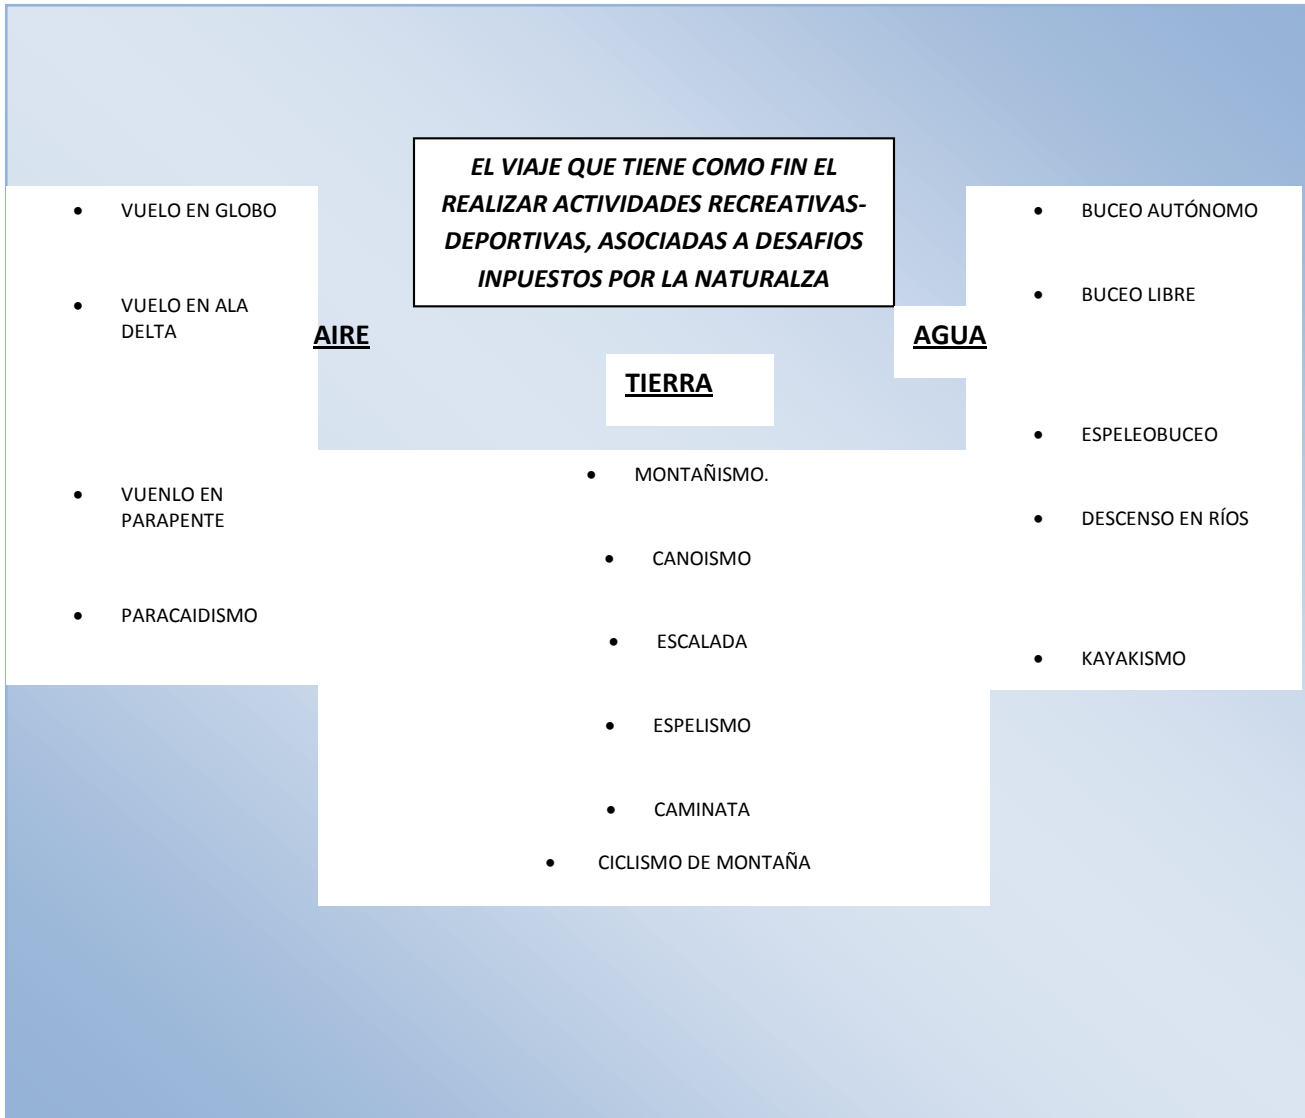 EL VIAJE QUE TIENE COMO FIN EL
REALIZAR ACTIVIDADES RECREATIVAS-
DEPORTIVAS, ASOCIADAS A DESAFIOS
INPUESTOS POR LA NATURALZA
AIRE
• VUELO EN GLOBO
• VUELO EN ALA
DELTA
• VUENLO EN
PARAPENTE
• PARACAIDISMO
TIERRA
• MONTAÑISMO.
• CANOISMO
• ESCALADA
• ESPELISMO
• CAMINATA
• CICLISMO DE MONTAÑA
AGUA
• BUCEO AUTÓNOMO
• BUCEO LIBRE
• ESPELEOBUCEO
• DESCENSO EN RÍOS
• KAYAKISMO